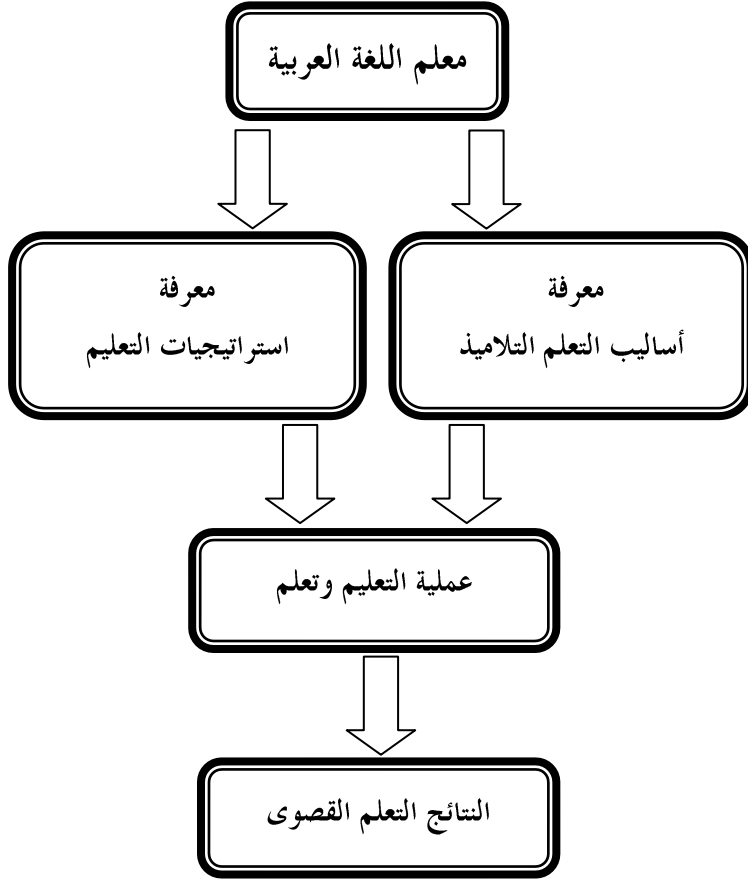 معلم اللغة العربية
معرفة
أساليب التعلم التلاميذ
معرفة
استراتيجيات التعليم
عملية التعليم وتعلم
النتائج التعلم القصوى